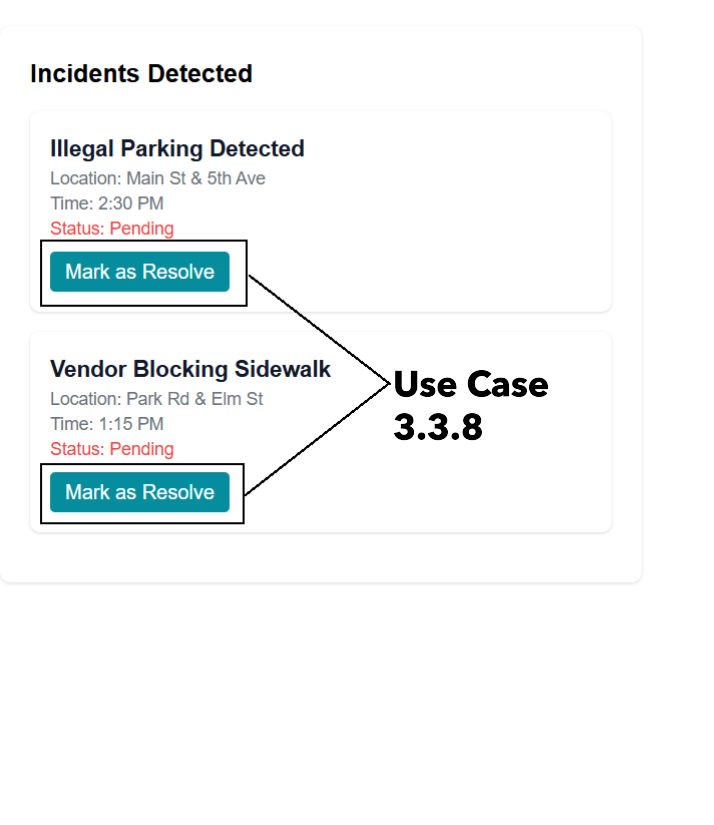 Incidents Detected
Illegal Parking Detected
Location: Main St & 5th Ave
Time: 2:30 PM
Status: Pending
Mark as Resolve
Vendor Blocking Sidewalk
Location: Park Rd & Elm St
Time: 1:15 PM
Status: Pending
Mark as Resolve
Use Case
3.3.8